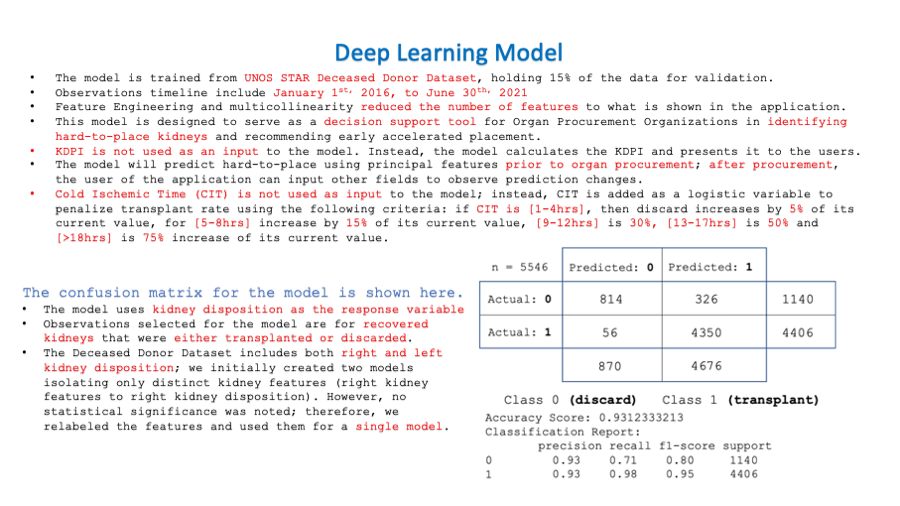 Deep Learning Model
• The model is trained from UNOS STAR Deceased Donor Dataset, holding 15% of the data for validation.
• Observations timeline include January 1st, 2016, to June 30th, 2021
• Feature Engineering and multicollinearity reduced the number of features to what is shown in the application.
• This model is designed to serve as a decision support tool for Organ Procurement Organizations in identifying
hard-to-place kidneys and recommending early accelerated placement.
• KDPI is not used as an input to the model. Instead, the model calculates the KDPI and presents it to the users.
• The model will predict hard-to-place using principal features prior to organ procurement; after procurement,
the user of the application can input other fields to observe prediction changes.
• Cold Ischemic Time (CIT) is not used as input to the model; instead, CIT is added as a logistic variable to
penalize transplant rate using the following criteria: if CIT is [1-4hrs], then discard increases by 5% of its
current value, for [5-8hrs] increase by 15% of its current value, [9-12hrs] is 30%, [13-17hrs] is 50% and
[>18hrs] is 75% increase of its current value.
The confusion matrix for the model is shown here.
• The model uses kidney disposition as the response variable
• Observations selected for the model are for recovered
kidneys that were either transplanted or discarded.
• The Deceased Donor Dataset includes both right and left
kidney disposition; we initially created two models
isolating only distinct kidney features (right kidney
features to right kidney disposition). However, no
statistical significance was noted; therefore, we
relabeled the features and used them for a single model.
n = 5546 Predicted: 0 Predicted: 1
Actual: 0 814 326 1140
Actual: 1 56 4350 4406
870 4676
Class 0 (discard) Class 1 (transplant)
Accuracy Score: 0.9312333213
Classification Report:
precision recall f1-score support
0 0.93 0.71 0.80 1140
1 0.93 0.98 0.95 4406